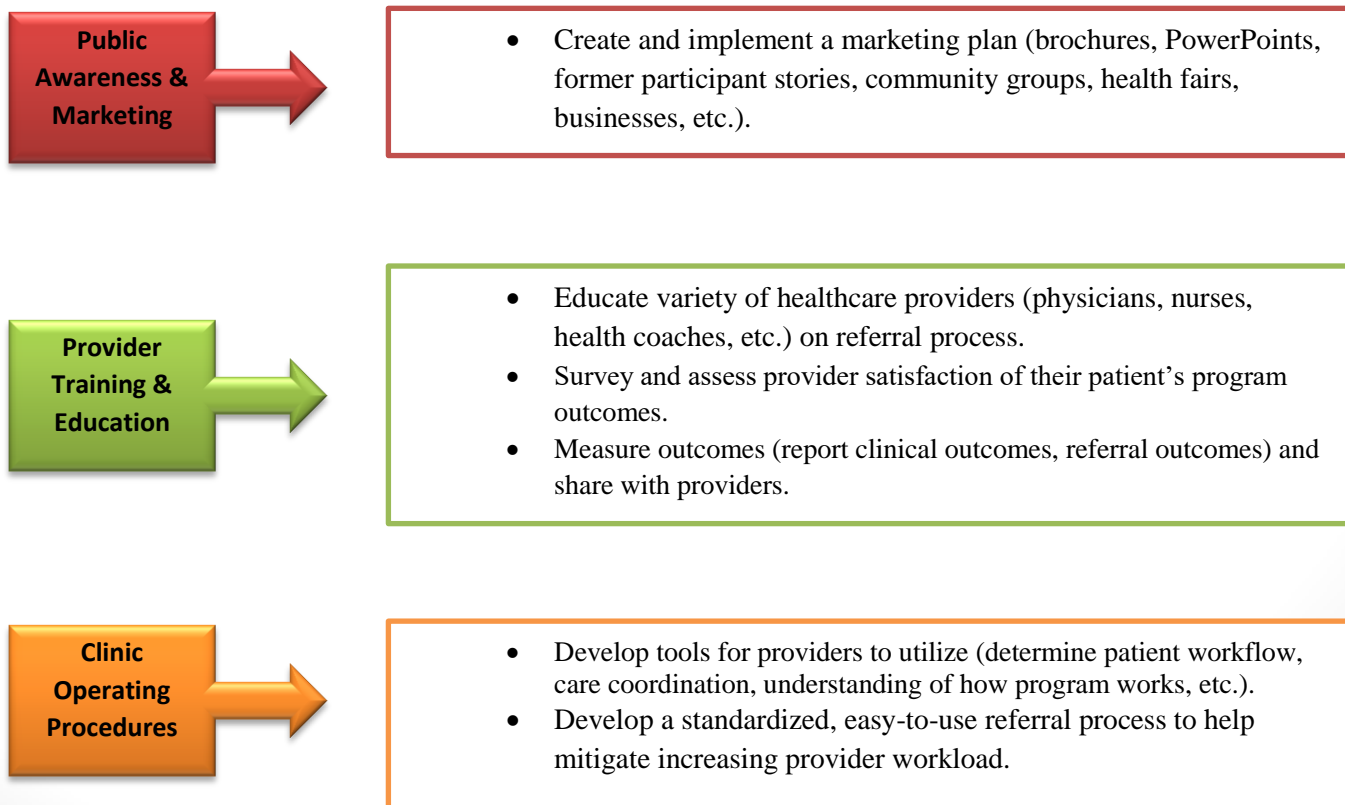 Public
Awareness &
Marketing
• Create and implement a marketing plan (brochures, PowerPoints,
former participant stories, community groups, health fairs,
businesses, etc.).
Provider
Training &
Education
• Educate variety of healthcare providers (physicians, nurses,
health coaches, etc.) on referral process.
• Survey and assess provider satisfaction of their patient’s program
outcomes.
• Measure outcomes (report clinical outcomes, referral outcomes) and
share with providers.
Clinic
Operating
Procedures
• Develop tools for providers to utilize (determine patient workflow,
care coordination, understanding of how program works, etc.).
• Develop a standardized, easy-to-use referral process to help
mitigate increasing provider workload.